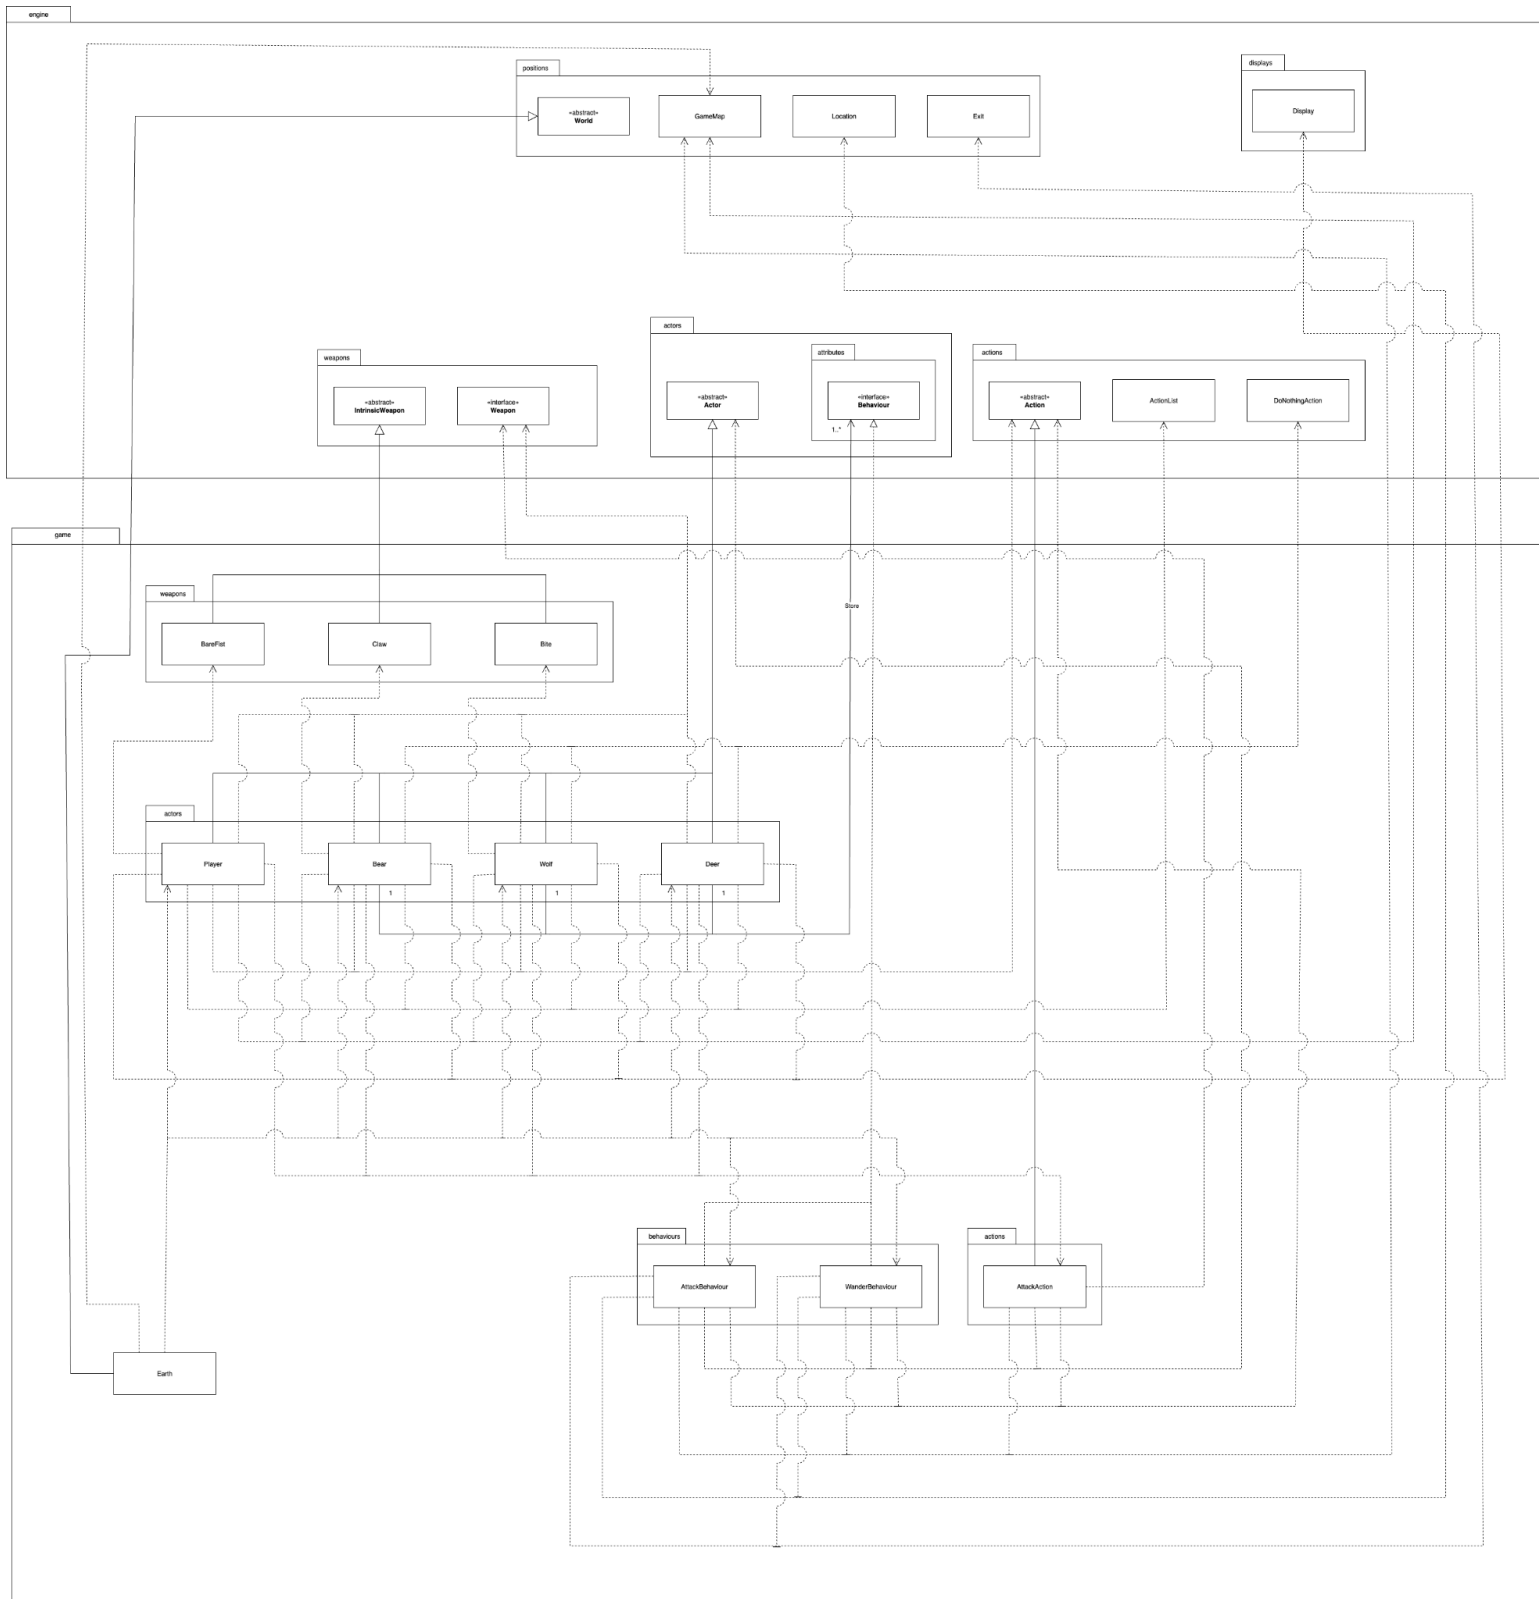 engine
positions
displays
«abstract»
World
GameMap
Location
Exit
Display
actors
weapons
attributes
actions
«abstract»
IntrinsicWeapon
«interface»
Weapon
«abstract»
Actor
«interface»
Behaviour
1..*
«abstract»
Action
ActionList
DoNothingAction
game
weapons
Store
BareFist
Claw
Bite
actors
Player
Bear
Wolf
Deer
1
1
1
behaviours
actions
AttackBehaviour
WanderBehaviour
AttackAction
Earth